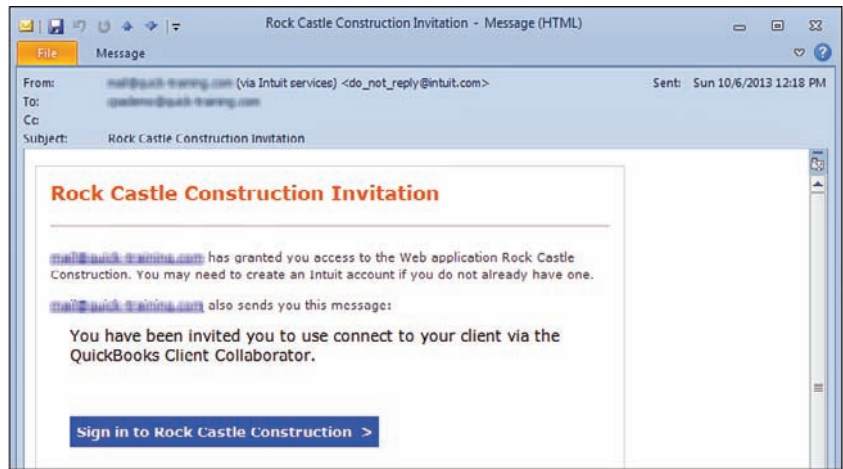 Rock Castle Construction Invitation - Message (HTML)
File Message
From: (via Intuit services) <do_not_reply@intuit.com> Sent: Sun 10/6/2013 12:18 PM
To:
Cc:
Subject: Rock Castle Construction Invitation
Rock Castle Construction Invitation
has granted you access to the Web application Rock Castle
Construction. You may need to create an Intuit account if you do not already have one.
also sends you this message:
You have been invited you to use connect to your client via the
QuickBooks Client Collaborator.
Sign in to Rock Castle Construction >